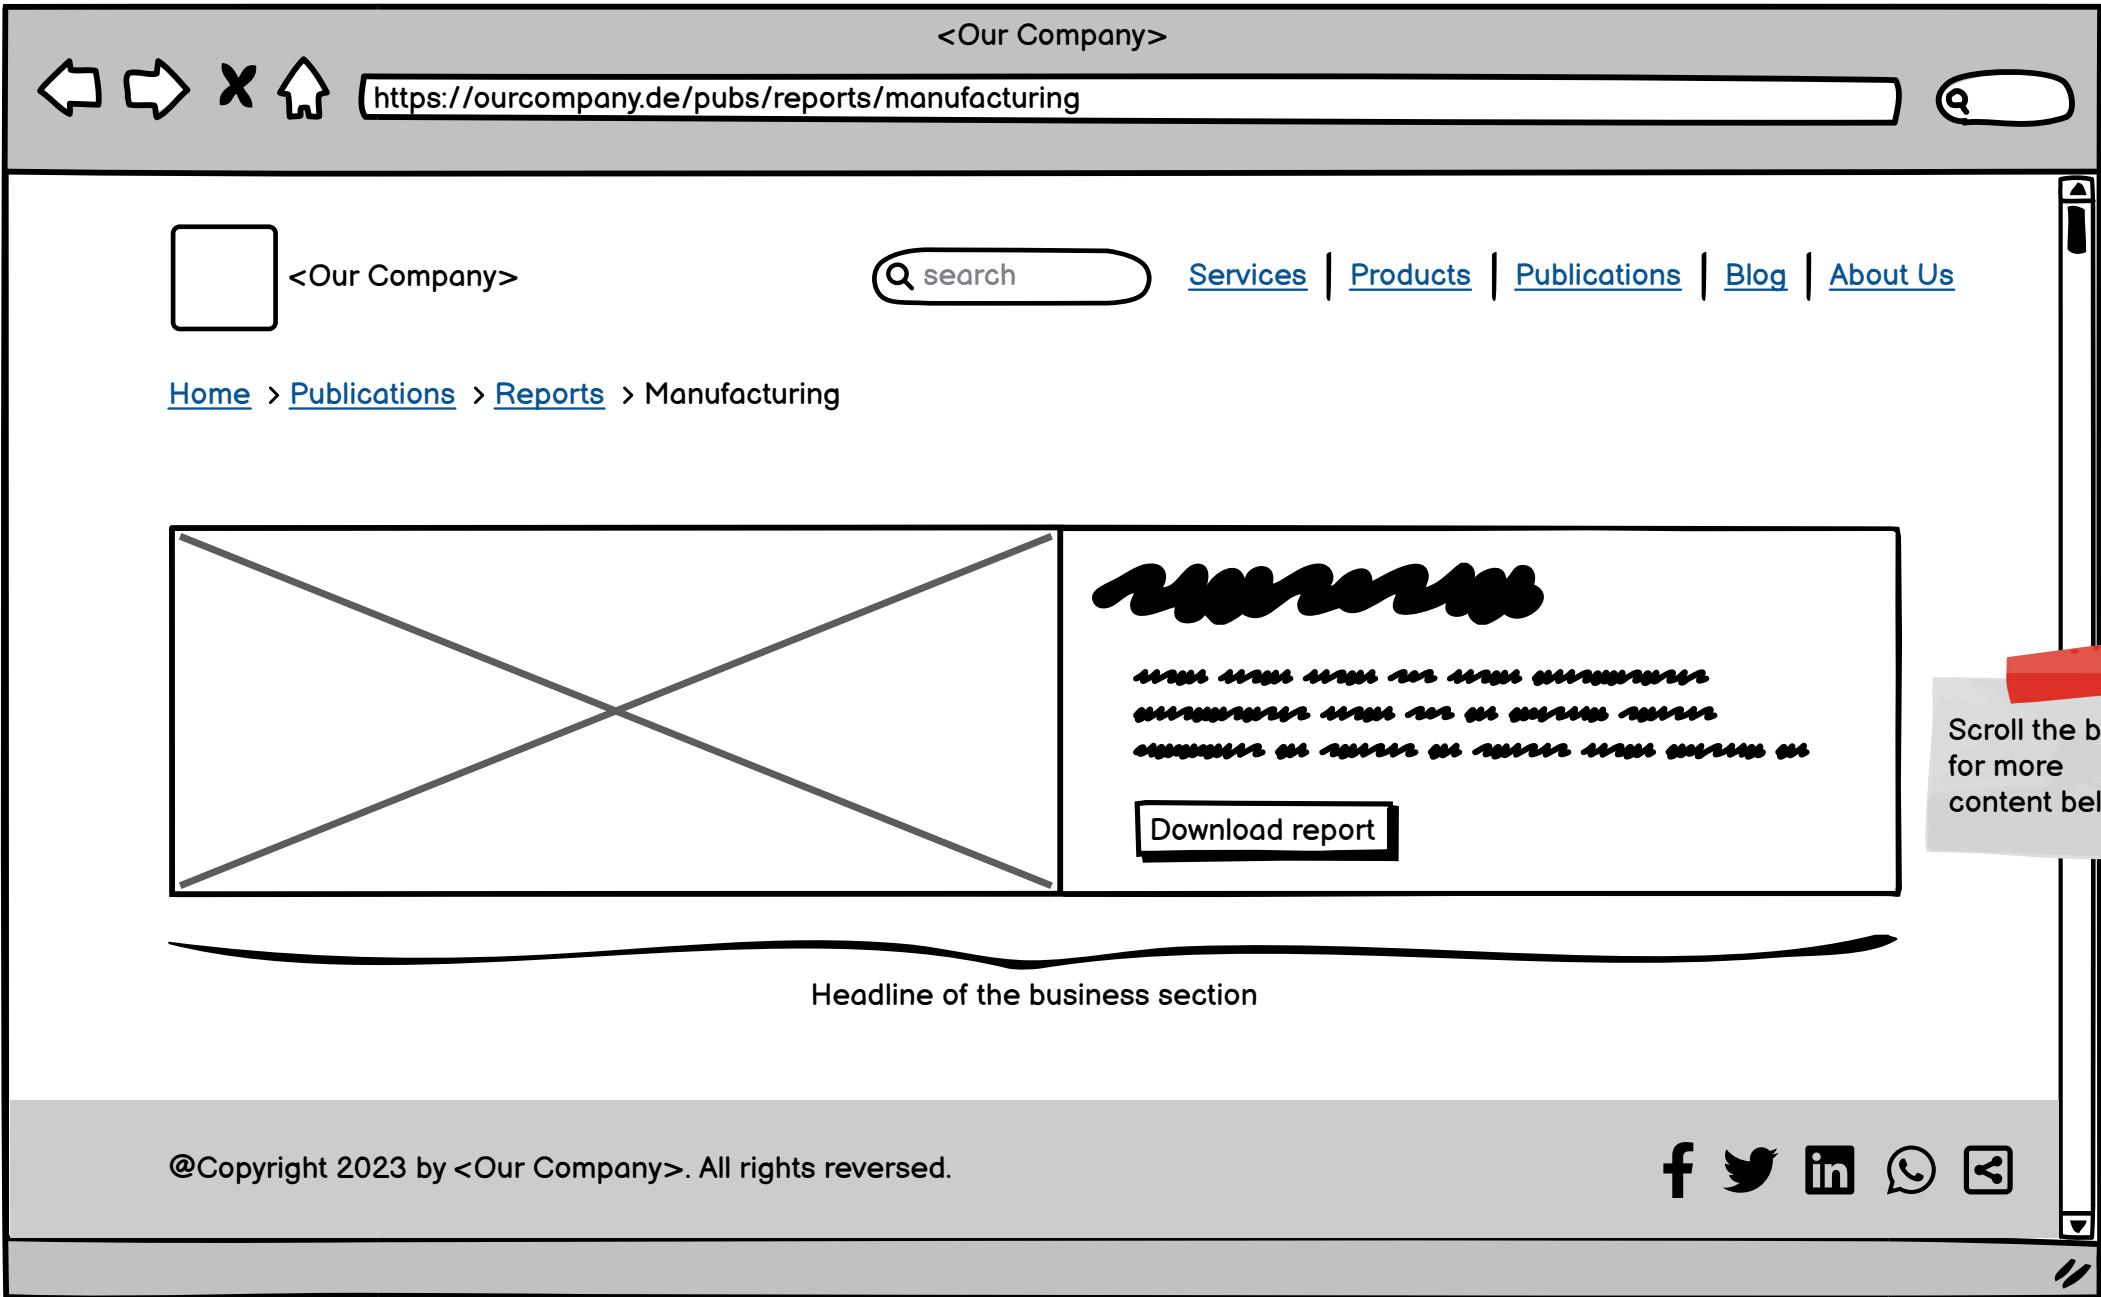 <Our Company>
https://ourcompany.de/pubs/reports/manufacturing
<Our Company>
search
Services | Products | Publications | Blog | About Us
Home > Publications > Reports > Manufacturing
Download report
Scroll the
for more
content
Headline of the business section
@Copyright 2023 by <Our Company>. All rights reversed.